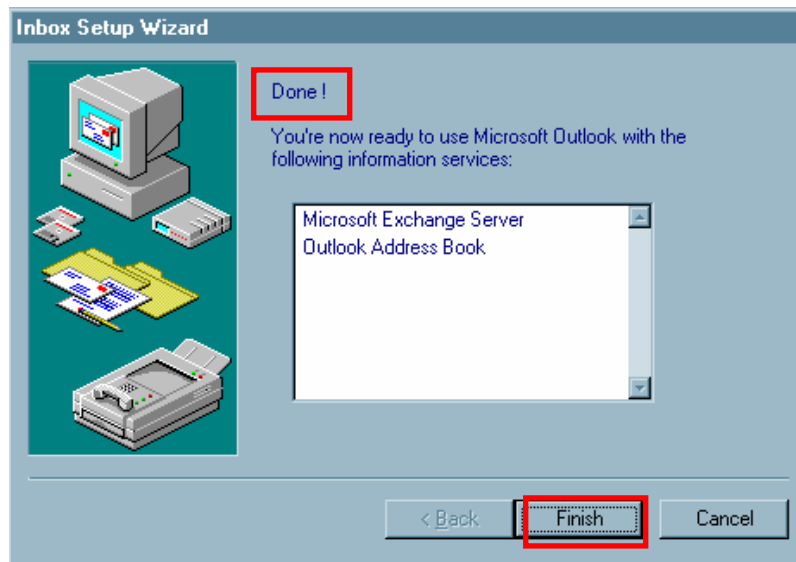 Inbox Setup Wizard
Done !
You're now ready to use Microsoft Outlook with the
following information services:
Microsoft Exchange Server
Outlook Address Book
< Back
Finish
Cancel